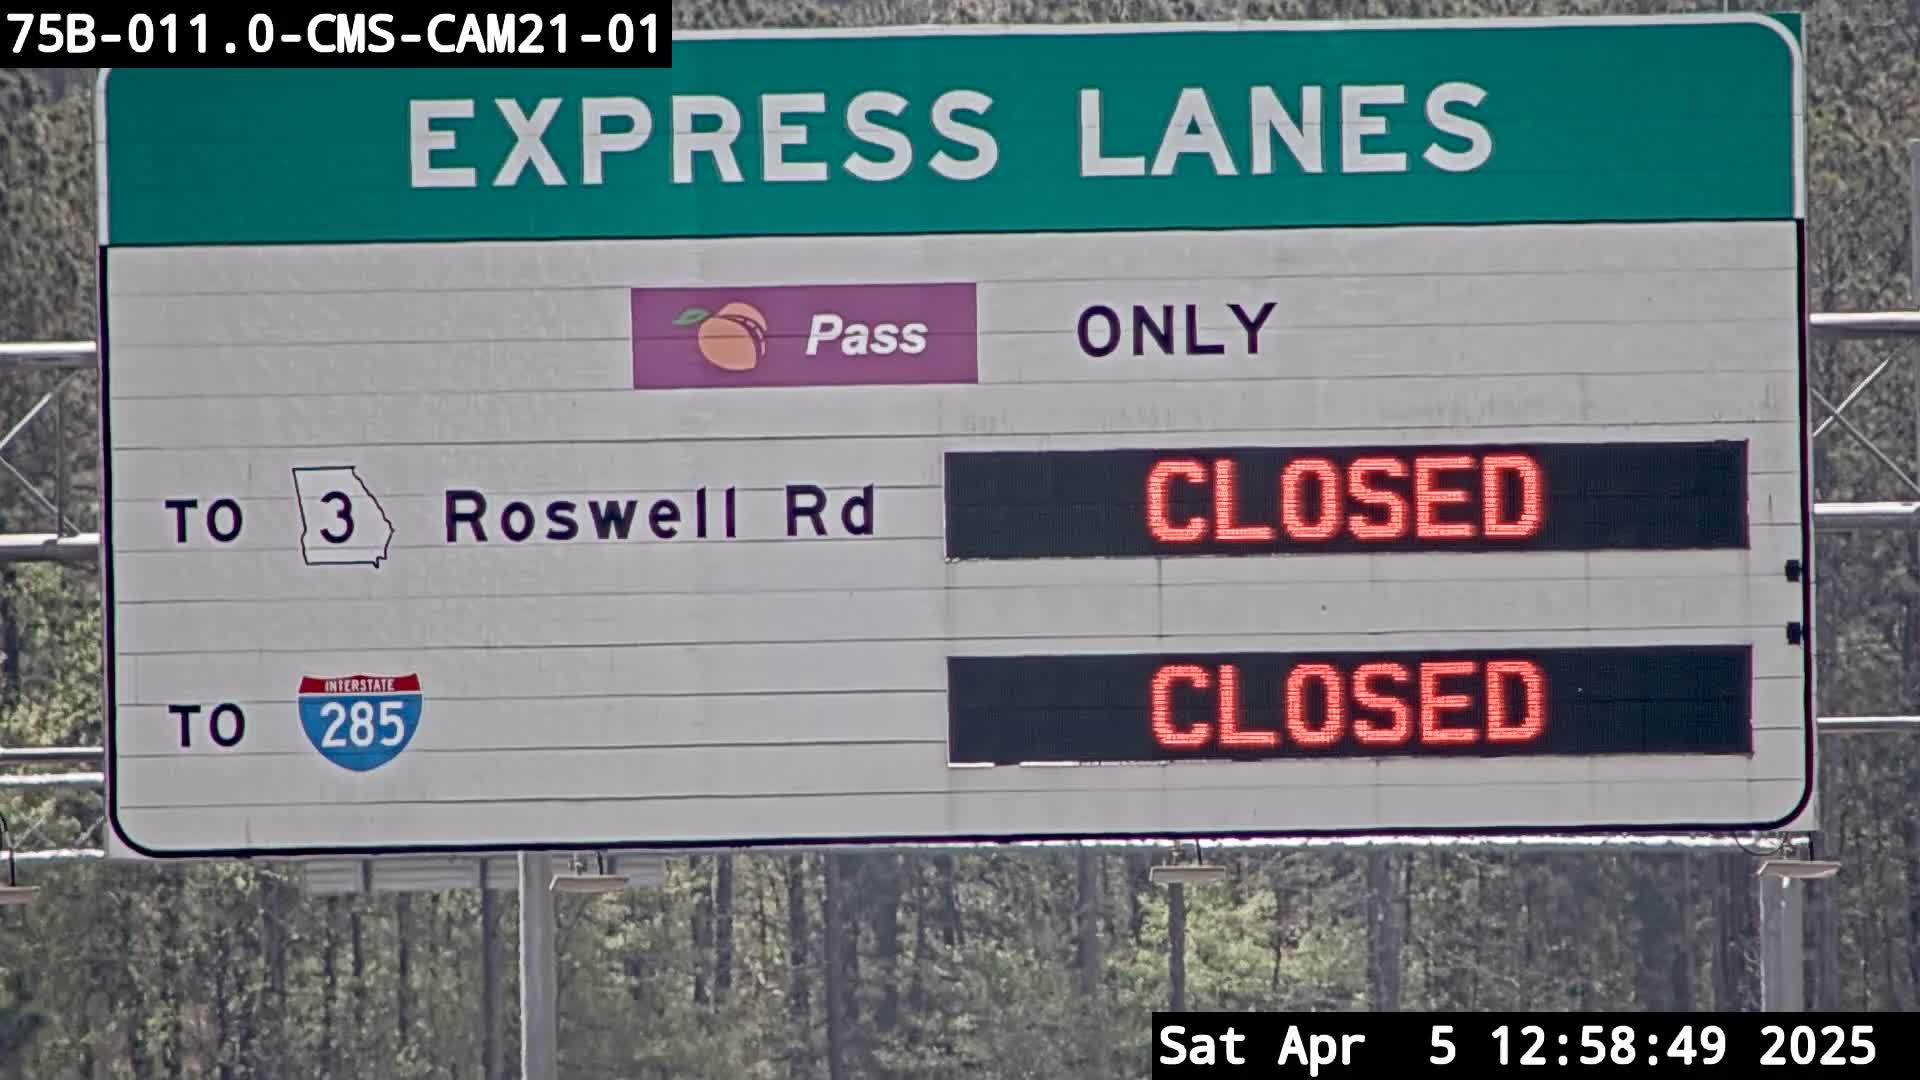 75B-011.0-CMS-CAM21-01
EXPRESS LANES
Pass ONLY
TO 3 Roswell Rd CLOSED
TO INTERSTATE 285 CLOSED
Sat Apr 5 12:58:49 2025